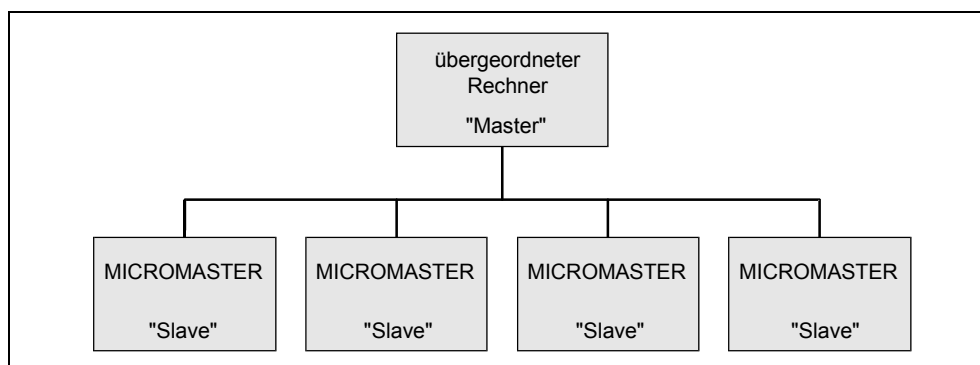 übergeordneter
Rechner
"Master"
MICROMASTER
"Slave"
MICROMASTER
"Slave"
MICROMASTER
"Slave"
MICROMASTER
"Slave"